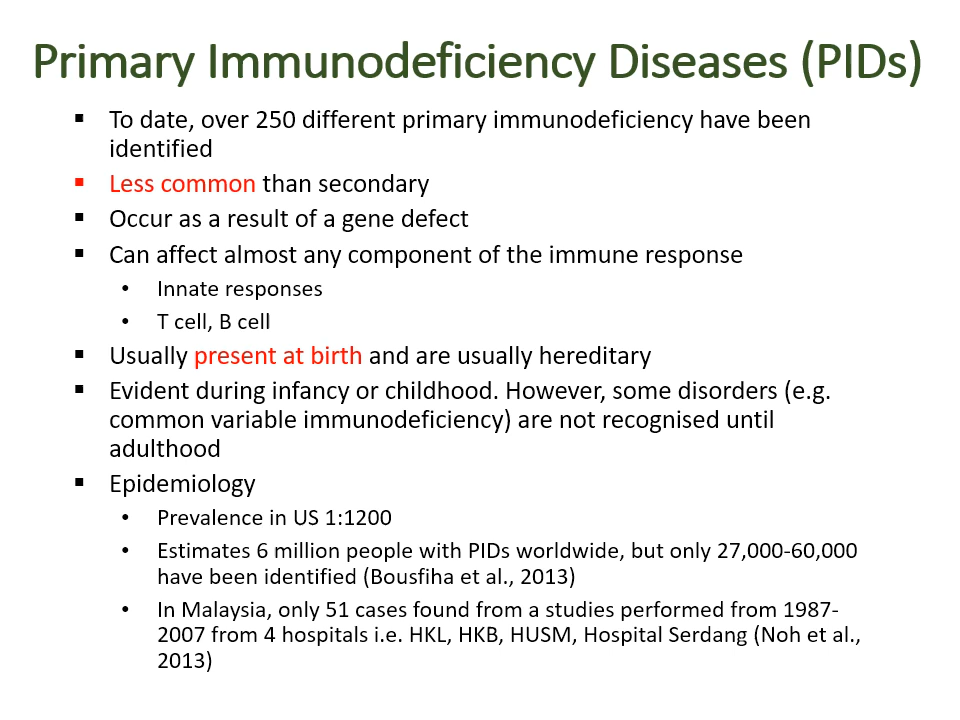 Primary Immunodeficiency Diseases (PIDs)
▪ To date, over 250 different primary immunodeficiency have been
identified
▪ Less common than secondary
▪ Occur as a result of a gene defect
▪ Can affect almost any component of the immune response
• Innate responses
• T cell, B cell
▪ Usually present at birth and are usually hereditary
▪ Evident during infancy or childhood. However, some disorders (e.g.
common variable immunodeficiency) are not recognised until
adulthood
▪ Epidemiology
• Prevalence in US 1:1200
• Estimates 6 million people with PIDs worldwide, but only 27,000-60,000
have been identified (Bousfiha et al., 2013)
• In Malaysia, only 51 cases found from a studies performed from 1987-
2007 from 4 hospitals i.e. HKL, HKB, HUSM, Hospital Serdang (Noh et al.,
2013)